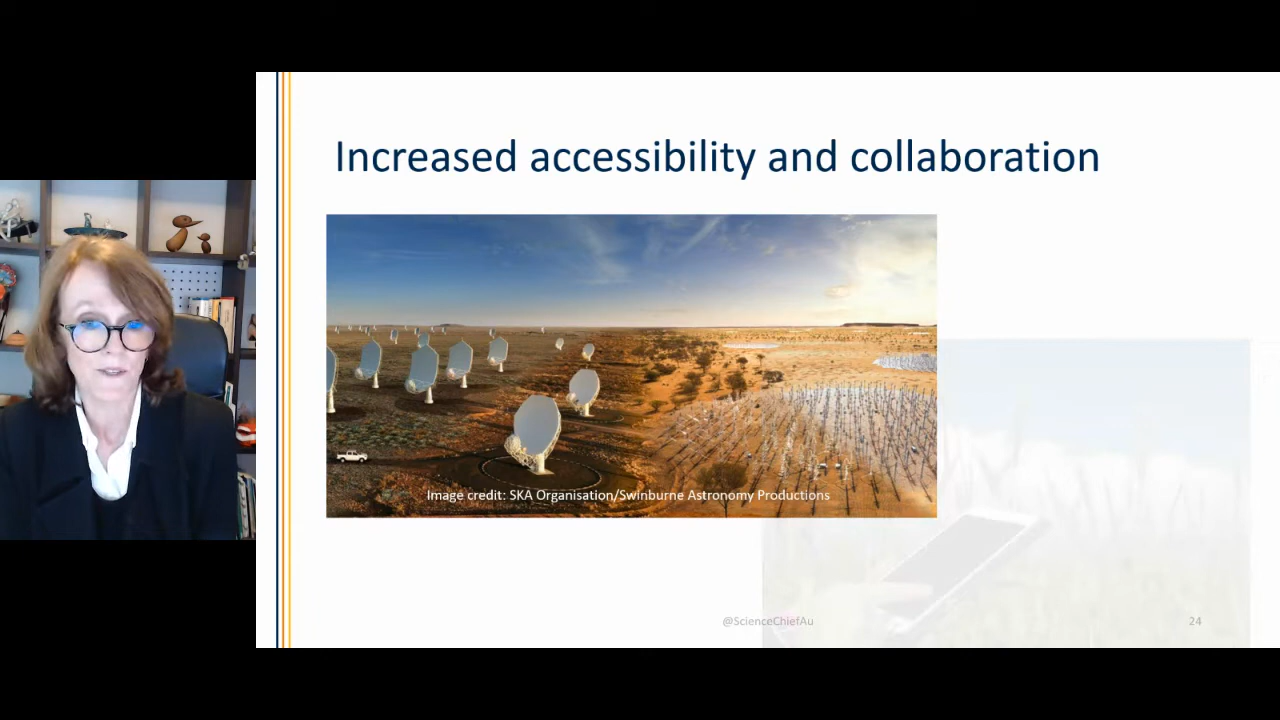 Increased accessibility and collaboration
Image credit: SKA Organisation/Swinburne Astronomy Productions
@ScienceChiefAu
24